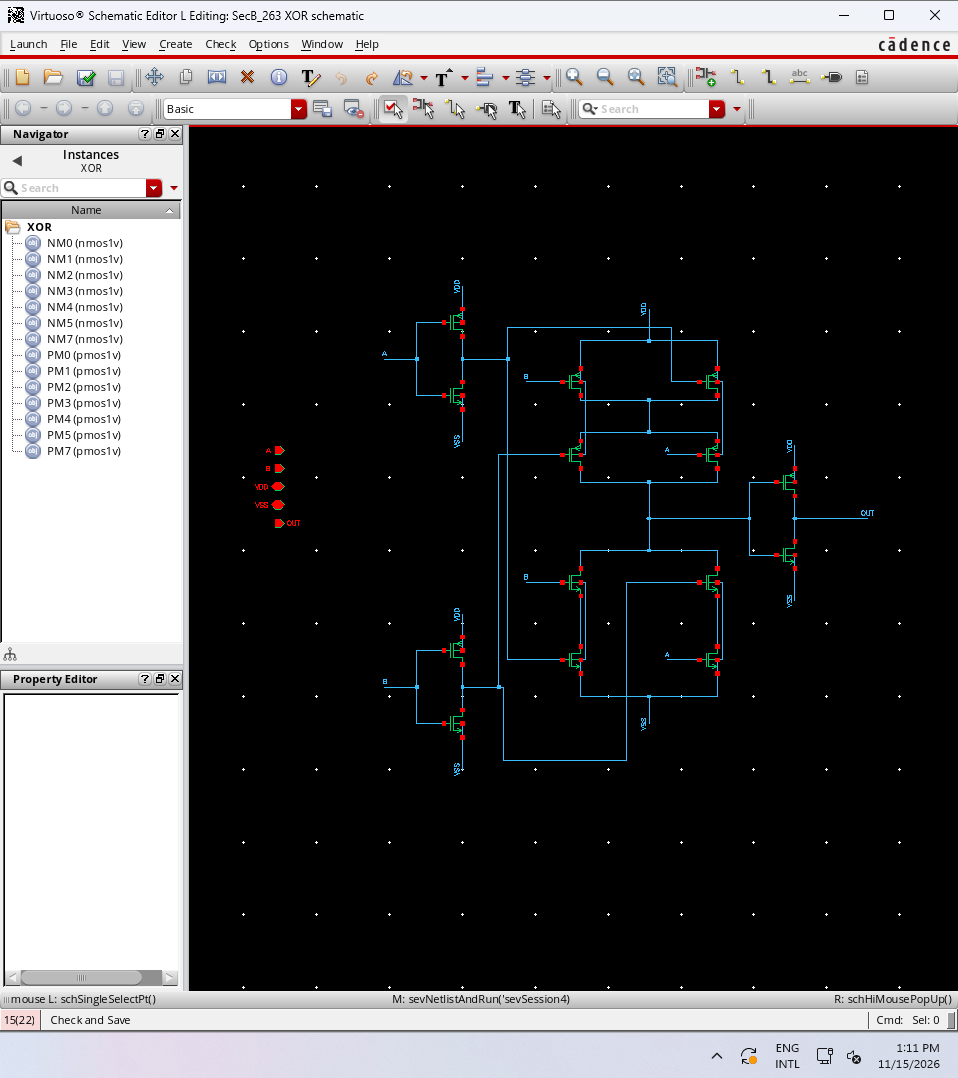 Virtuoso® Schematic Editor L Editing: SecB_263 XOR schematic
Launch File Edit View Create Check Options Window Help
cādence
Basic
Search
Navigator
Instances
XOR
Search
Name
XOR
NM0 (nmos1v)
NM1 (nmos1v)
NM2 (nmos1v)
NM3 (nmos1v)
NM4 (nmos1v)
NM5 (nmos1v)
NM7 (nmos1v)
PM0 (pmos1v)
PM1 (pmos1v)
PM2 (pmos1v)
PM3 (pmos1v)
PM4 (pmos1v)
PM5 (pmos1v)
PM7 (pmos1v)
Property Editor
VDD
VDD
A
B
VSS
A
VDD
A
B
VDD
VSS
OUT
OUT
B
VSS
VDD
A
B
VSS
VSS
mouse L: schSingleSelectPt()
M: sevNetlistAndRun('sevSession4)
R: schHiMousePopUp()
15(22)
Check and Save
Cmd: Sel: 0
ENG
INTL
1:11 PM
11/15/2026